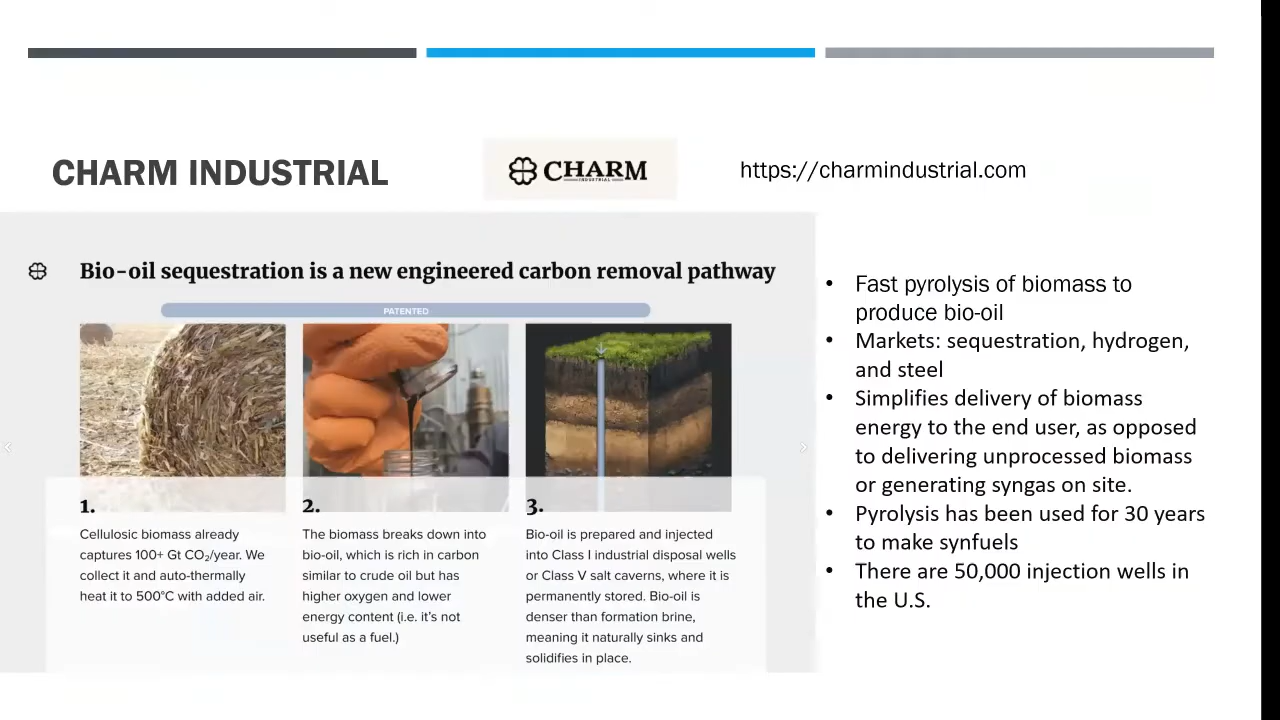 CHARM INDUSTRIAL
CHARM
INDUSTRIAL
https://charmindustrial.com
Bio-oil sequestration is a new engineered carbon removal pathway
PATENTED
1.
Cellulosic biomass already
captures 100+ Gt CO₂/year. We
collect it and auto-thermally
heat it to 500°C with added air.
2.
The biomass breaks down into
bio-oil, which is rich in carbon
similar to crude oil but has
higher oxygen and lower
energy content (i.e. it's not
useful as a fuel.)
3.
Bio-oil is prepared and injected
into Class I industrial disposal wells
or Class V salt caverns, where it is
permanently stored. Bio-oil is
denser than formation brine,
meaning it naturally sinks and
solidifies in place.
• Fast pyrolysis of biomass to
produce bio-oil
• Markets: sequestration, hydrogen,
and steel
• Simplifies delivery of biomass
energy to the end user, as opposed
to delivering unprocessed biomass
or generating syngas on site.
• Pyrolysis has been used for 30 years
to make synfuels
• There are 50,000 injection wells in
the U.S.